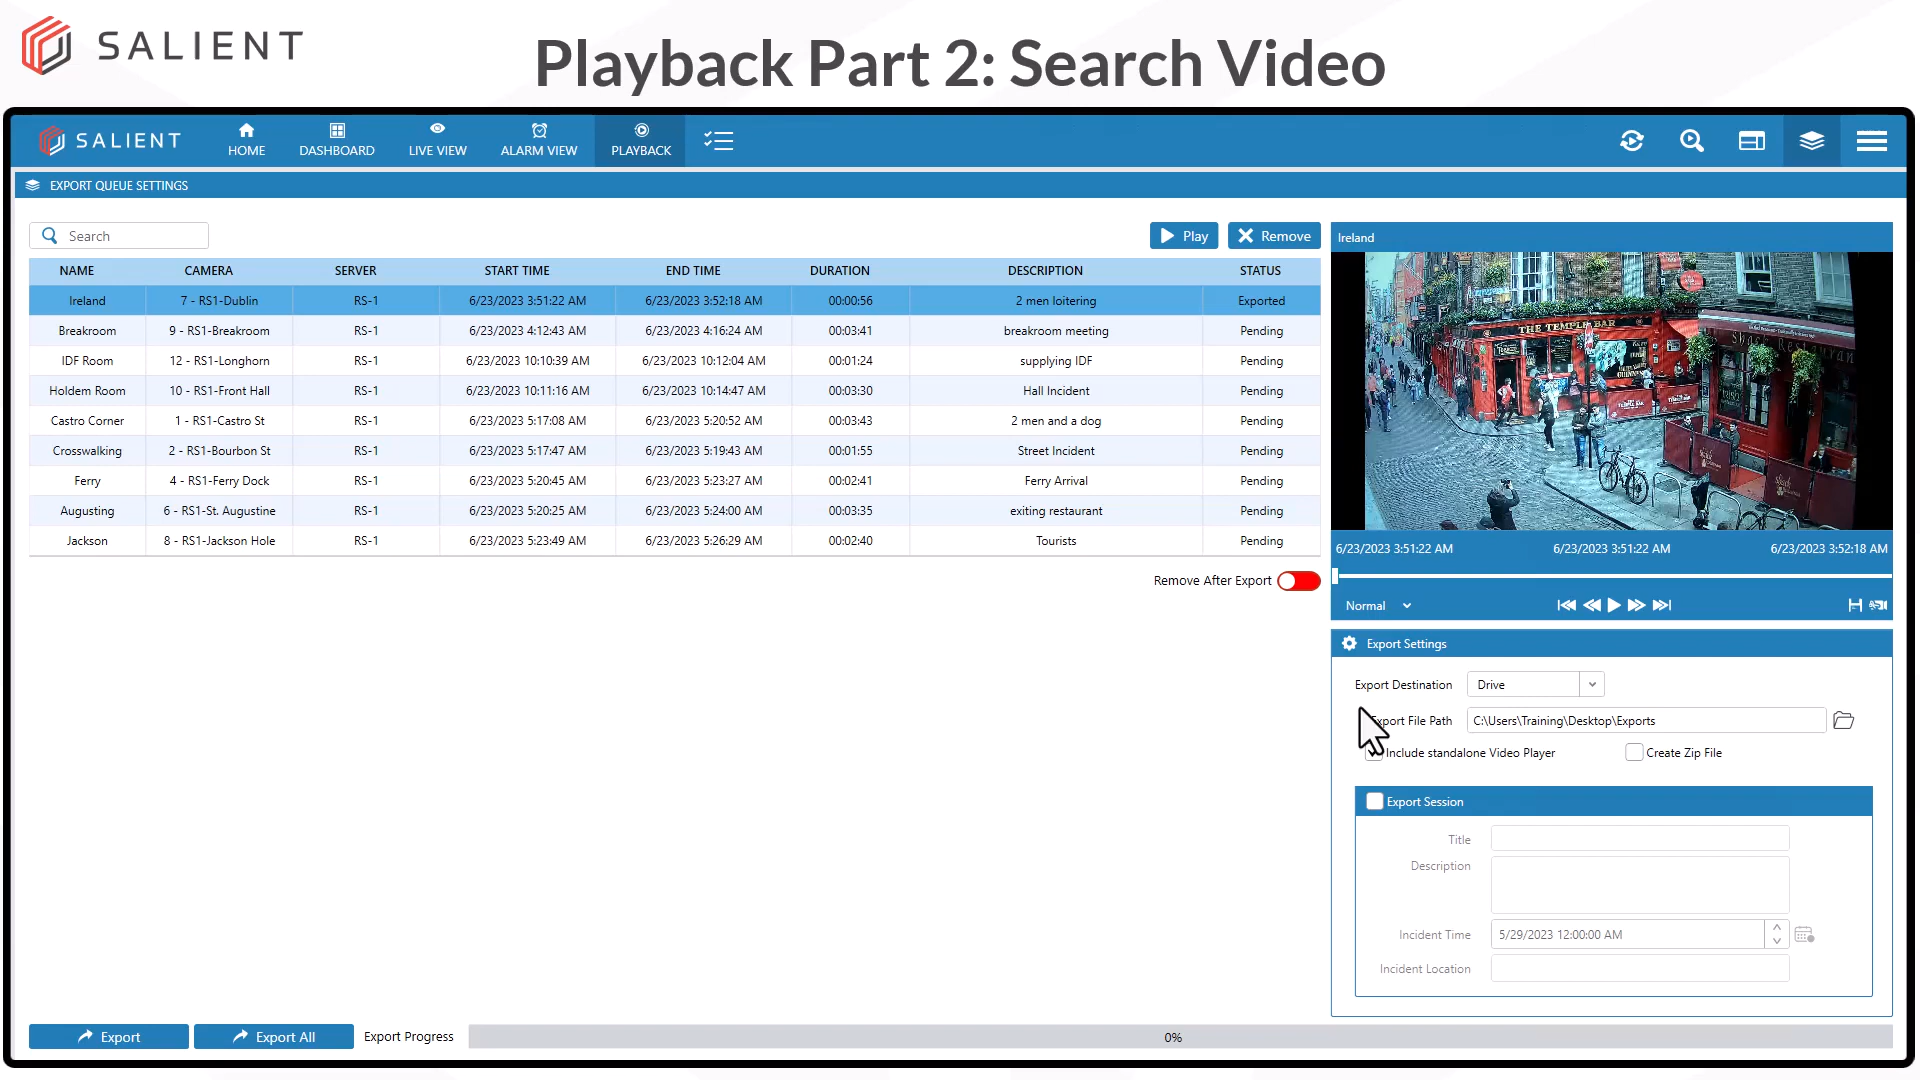 SALIENT
Playback Part 2: Search Video
SALIENT
HOME
DASHBOARD
LIVE VIEW
ALARM VIEW
PLAYBACK
EXPORT QUEUE SETTINGS
Search
Play
Remove
NAME CAMERA SERVER START TIME END TIME DURATION DESCRIPTION STATUS
Ireland 7 - RS1-Dublin RS-1 6/23/2023 3:51:22 AM 6/23/2023 3:52:18 AM 00:00:56 2 men loitering Exported
Breakroom 9 - RS1-Breakroom RS-1 6/23/2023 4:12:43 AM 6/23/2023 4:16:24 AM 00:03:41 breakroom meeting Pending
IDF Room 12 - RS1-Longhorn RS-1 6/23/2023 10:10:39 AM 6/23/2023 10:12:04 AM 00:01:24 supplying IDF Pending
Holdem Room 10 - RS1-Front Hall RS-1 6/23/2023 10:11:16 AM 6/23/2023 10:14:47 AM 00:03:30 Hall Incident Pending
Castro Corner 1 - RS1-Castro St RS-1 6/23/2023 5:17:08 AM 6/23/2023 5:20:52 AM 00:03:43 2 men and a dog Pending
Crosswalking 2 - RS1-Bourbon St RS-1 6/23/2023 5:17:47 AM 6/23/2023 5:19:43 AM 00:01:55 Street Incident Pending
Ferry 4 - RS1-Ferry Dock RS-1 6/23/2023 5:20:45 AM 6/23/2023 5:23:27 AM 00:02:41 Ferry Arrival Pending
Augusting 6 - RS1-St. Augustine RS-1 6/23/2023 5:20:25 AM 6/23/2023 5:24:00 AM 00:03:35 exiting restaurant Pending
Jackson 8 - RS1-Jackson Hole RS-1 6/23/2023 5:23:49 AM 6/23/2023 5:26:29 AM 00:02:40 Tourists Pending
Remove After Export
Ireland
THE TEMPLE BAR
6/23/2023 3:51:22 AM 6/23/2023 3:51:22 AM 6/23/2023 3:52:18 AM
Normal
Export Settings
Export Destination Drive
Export File Path C:\Users\Training\Desktop\Exports
Include standalone Video Player Create Zip File
Export Session
Title
Description
Incident Time 5/29/2023 12:00:00 AM
Incident Location
Export Export All Export Progress 0%